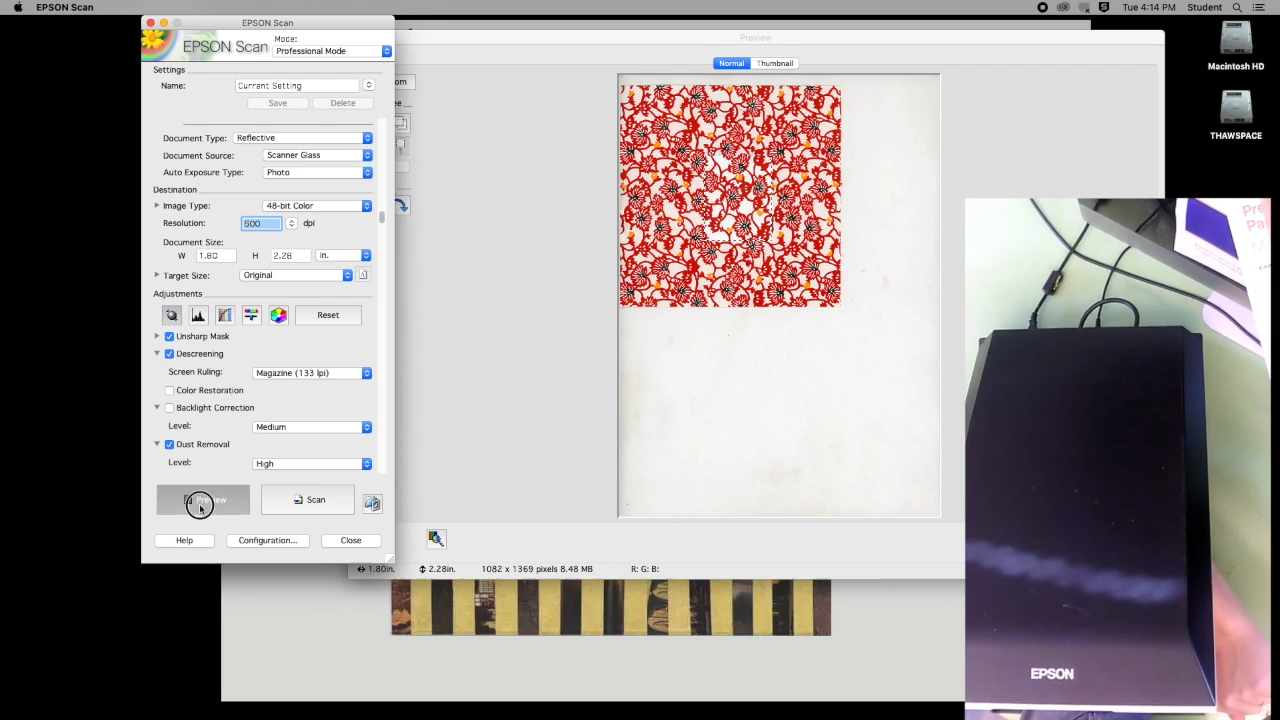 EPSON Scan
Tue 4:14 PM Student
EPSON Scan
Mode:
EPSON Scan
Professional Mode
Settings
Name:
Current Setting
Save
Delete
Document Type:
Reflective
Document Source:
Scanner Glass
Auto Exposure Type:
Photo
Destination
Image Type:
48-bit Color
Resolution:
600
dpi
Document Size:
W
1.80
H
2.28
in.
Target Size:
Original
Adjustments
Reset
Unsharp Mask
Descreening
Screen Ruling:
Magazine (133 lpi)
Color Restoration
Backlight Correction
Level:
Medium
Dust Removal
Level:
High
Preview
Scan
Help
Configuration...
Close
Preview
Normal
Thumbnail
1.80in.
2.28in.
1082 x 1369 pixels 8.48 MB
R: G: B:
Macintosh HD
THAWSPACE
EPSON